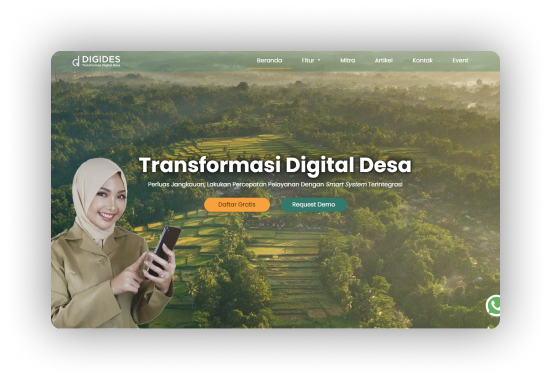 DIGIDES
Transformasi Digital Desa
Beranda Fitur Mitra Artikel Kontak Event
Transformasi Digital Desa
Perluas Jangkauan, Lakukan Percepatan Pelayanan Dengan Smart System Terintegrasi
Daftar Gratis Request Demo